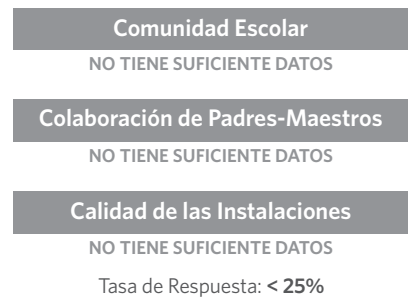 Comunidad Escolar
NO TIENE SUFICIENTE DATOS
Colaboración de Padres-Maestros
NO TIENE SUFICIENTE DATOS
Calidad de las Instalaciones
NO TIENE SUFICIENTE DATOS
Tasa de Respuesta: < 25%